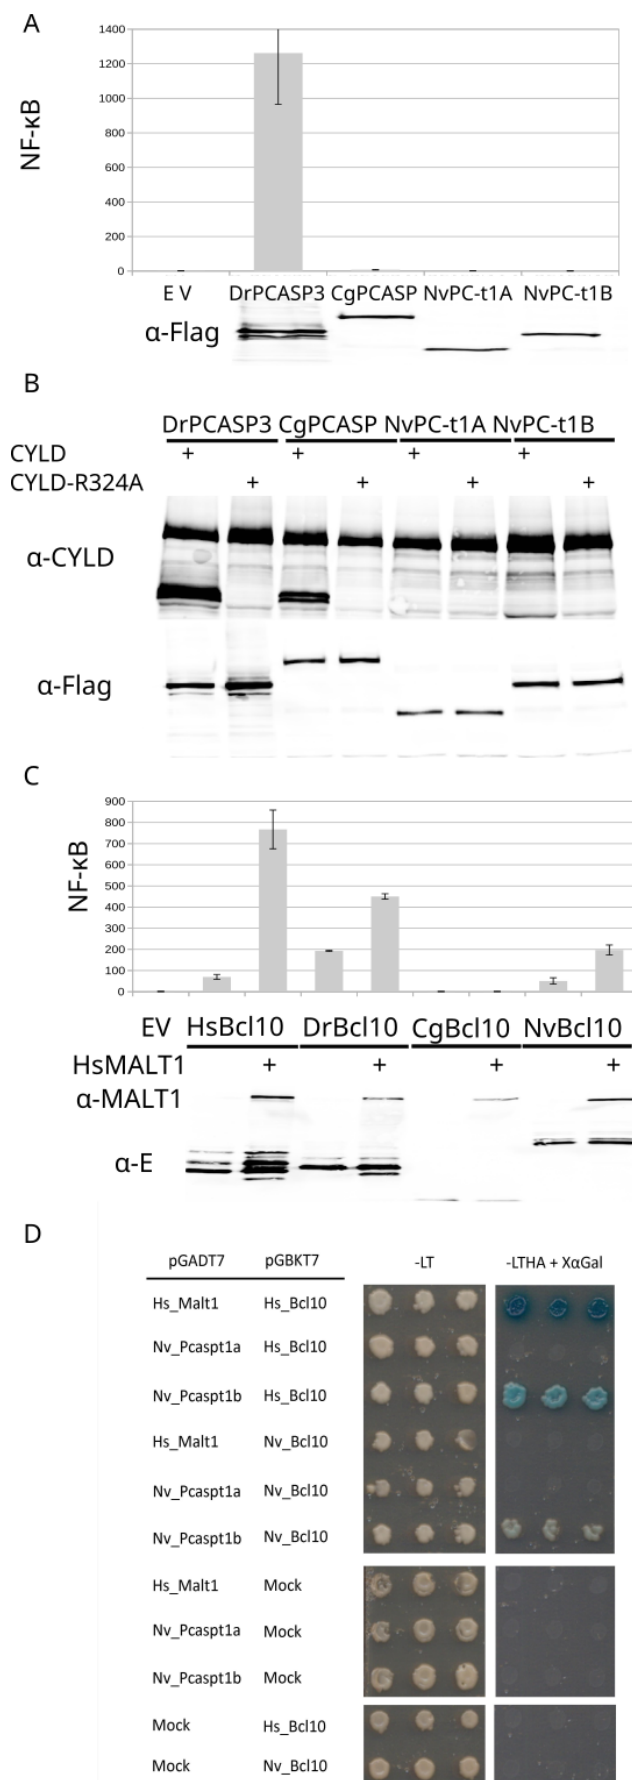 A
NF-κB
1400
1200
1000
800
600
400
200
0
E V DrPCASP3 CgPCASP NvPC-t1A NvPC-t1B
α-Flag
B
DrPCASP3 CgPCASP NvPC-t1A NvPC-t1B
CYLD + + + +
CYLD-R324A + + + +
α-CYLD
α-Flag
C
NF-κB
900
800
700
600
500
400
300
200
100
0
EV HsBcl10 DrBcl10 CgBcl10 NvBcl10
HsMALT1 + + + +
α-MALT1
α-E
D
pGADT7 pGBKT7 -LT -LTHA + XαGal
Hs_Malt1 Hs_Bcl10
Nv_Pcaspt1a Hs_Bcl10
Nv_Pcaspt1b Hs_Bcl10
Hs_Malt1 Nv_Bcl10
Nv_Pcaspt1a Nv_Bcl10
Nv_Pcaspt1b Nv_Bcl10
Hs_Malt1 Mock
Nv_Pcaspt1a Mock
Nv_Pcaspt1b Mock
Mock Hs_Bcl10
Mock Nv_Bcl10